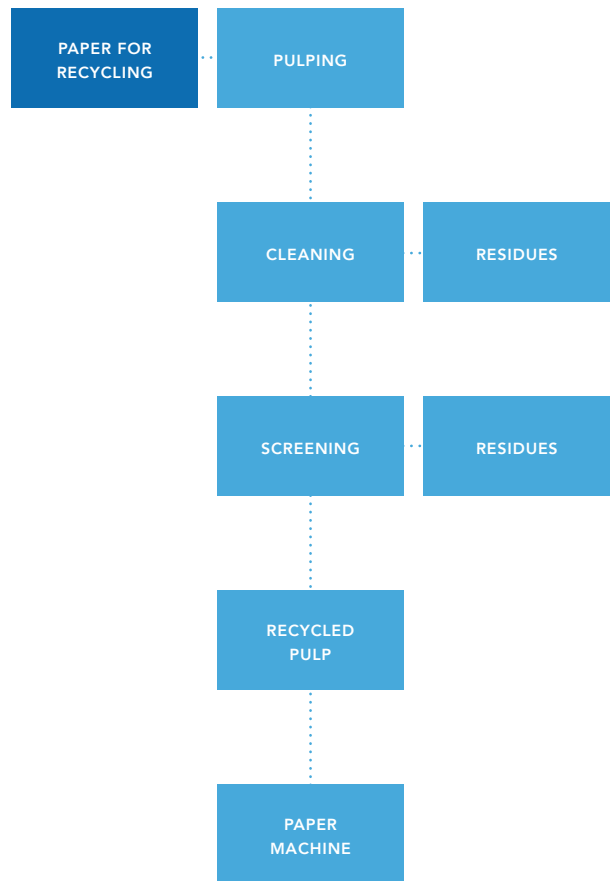 PAPER FOR
RECYCLING
PULPING
CLEANING
RESIDUES
SCREENING
RESIDUES
RECYCLED
PULP
PAPER
MACHINE